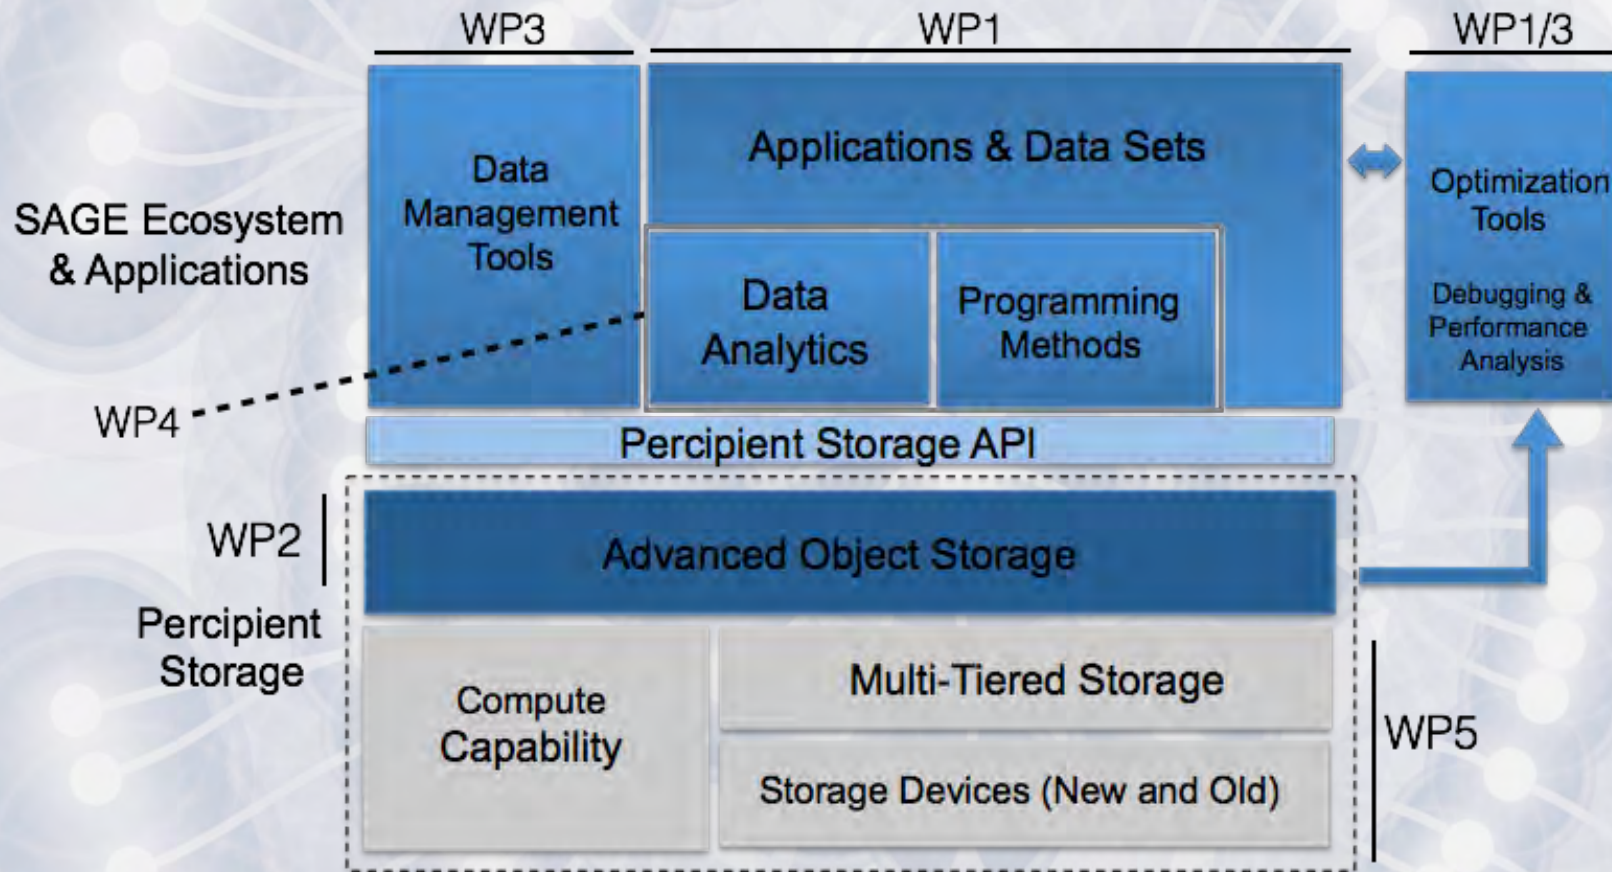 WP3
WP1
WP1/3
SAGE Ecosystem
& Applications
Data
Management
Tools
Applications & Data Sets
Data
Analytics
Programming
Methods
Optimization
Tools
Debugging &
Performance
Analysis
WP4
Percipient Storage API
WP2
Advanced Object Storage
Percipient
Storage
Compute
Capability
Multi-Tiered Storage
Storage Devices (New and Old)
WP5